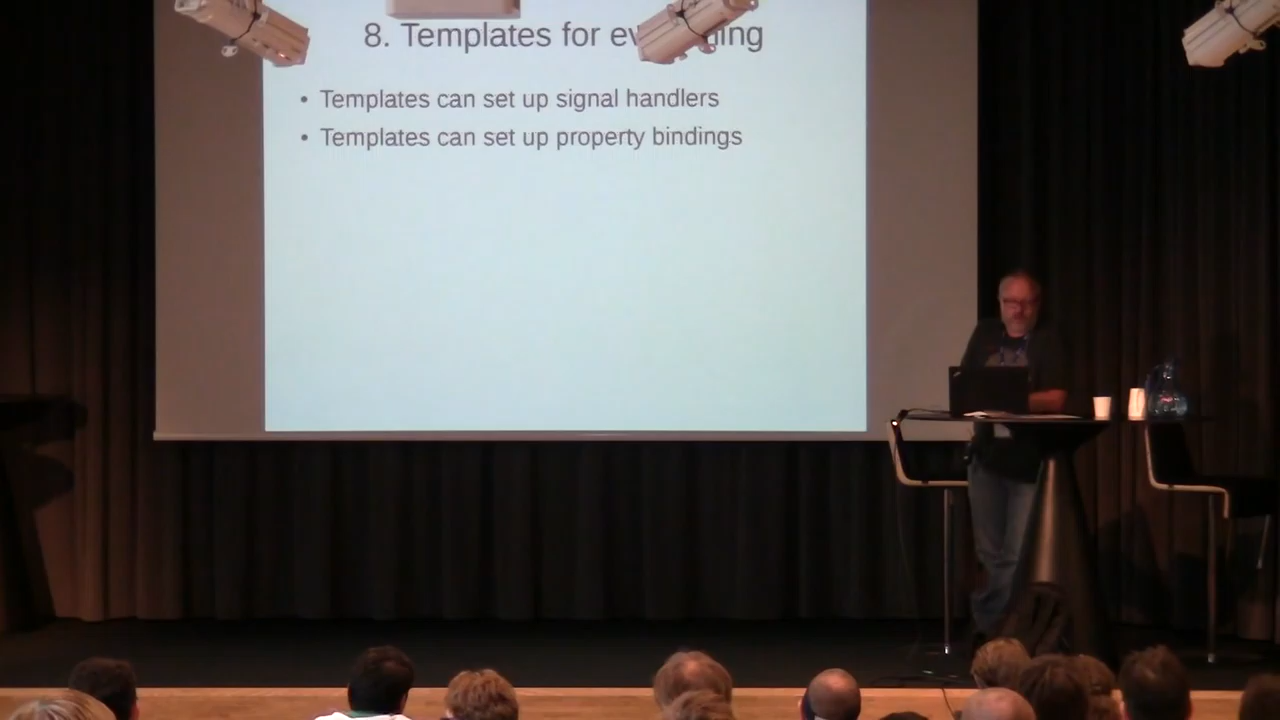 8. Templates for
• Templates can set up signal handlers
• Templates can set up property bindings